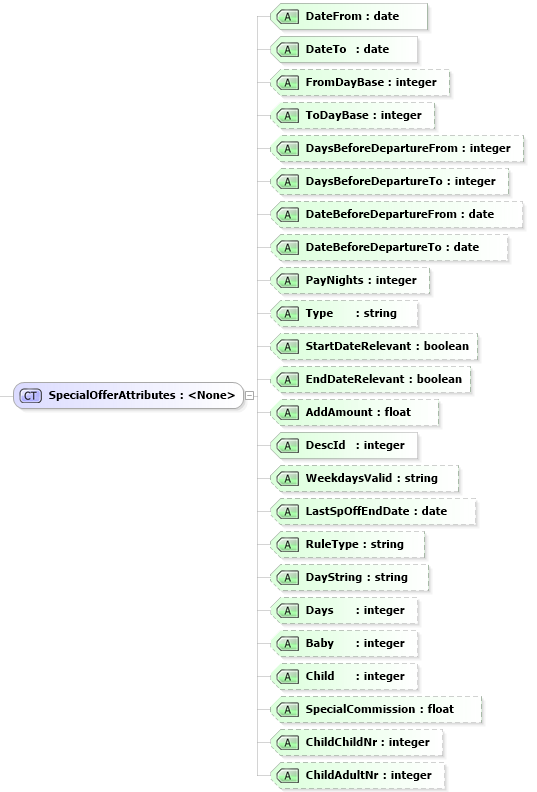 A DateFrom : date
A DateTo : date
A FromDayBase : integer
A ToDayBase : integer
A DaysBeforeDepartureFrom : integer
A DaysBeforeDepartureTo : integer
A DateBeforeDepartureFrom : date
A DateBeforeDepartureTo : date
A PayNights : integer
A Type : string
A StartDateRelevant : boolean
A EndDateRelevant : boolean
CT SpecialOfferAttributes : <None>
A AddAmount : float
A DescId : integer
A WeekdaysValid : string
A LastSpOffEndDate : date
A RuleType : string
A DayString : string
A Days : integer
A Baby : integer
A Child : integer
A SpecialCommission : float
A ChildChildNr : integer
A ChildAdultNr : integer